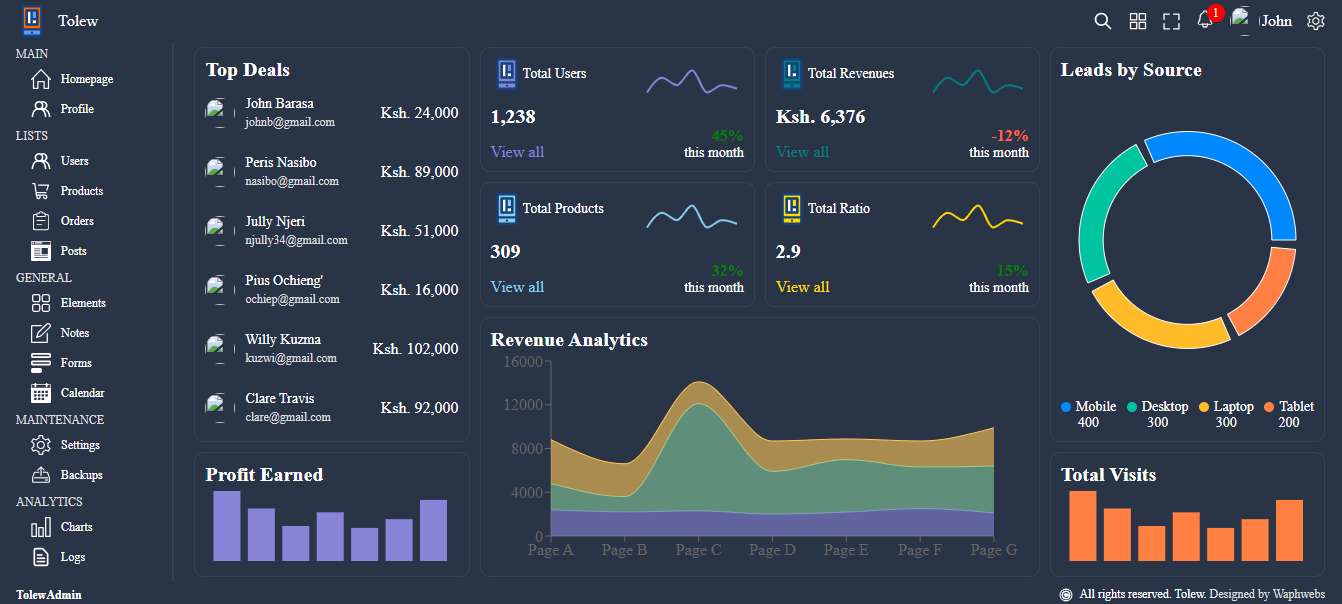 Tolew
1
John
MAIN
Homepage
Profile
LISTS
Users
Products
Orders
Posts
GENERAL
Elements
Notes
Forms
Calendar
MAINTENANCE
Settings
Backups
ANALYTICS
Charts
Logs
Top Deals
John Barasa
johnb@gmail.com
Ksh. 24,000
Peris Nasibo
nasibo@gmail.com
Ksh. 89,000
Jully Njeri
njully34@gmail.com
Ksh. 51,000
Pius Ochieng'
ochiep@gmail.com
Ksh. 16,000
Willy Kuzma
kuzwi@gmail.com
Ksh. 102,000
Clare Travis
clare@gmail.com
Ksh. 92,000
Total Users
1,238
45%
View all this month
Total Revenues
Ksh. 6,376
-12%
View all this month
Total Products
309
32%
View all this month
Total Ratio
2.9
15%
View all this month
Leads by Source
Mobile Desktop Laptop Tablet
400 300 300 200
Profit Earned
Revenue Analytics
16000
12000
8000
4000
0
Page A Page B Page C Page D Page E Page F Page G
Total Visits
TolewAdmin
© All rights reserved. Tolew. Designed by Waphwebs